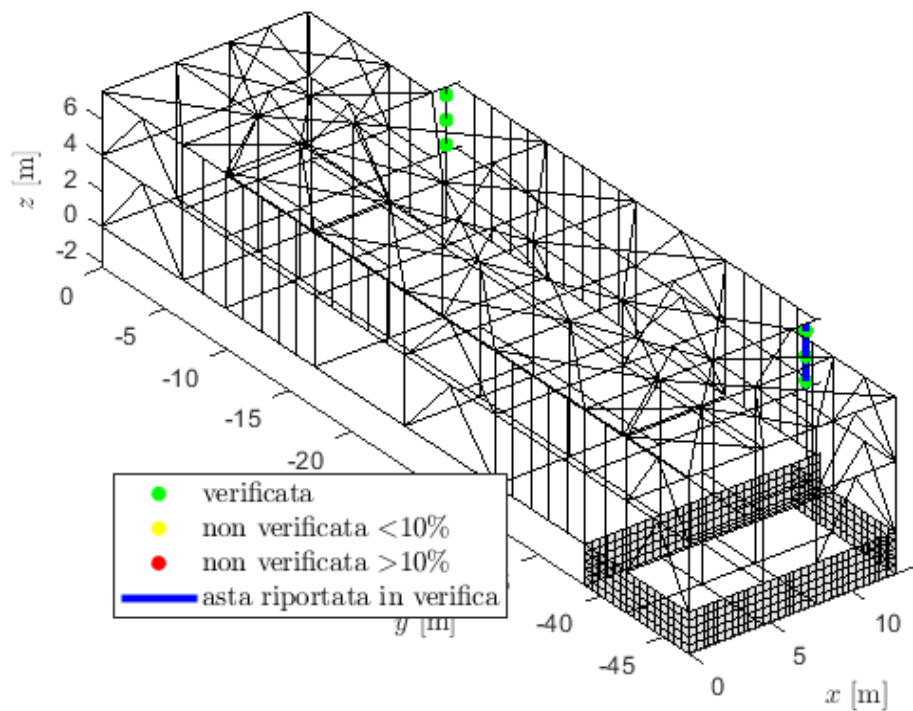 6
4
2
0
-2
z [m]
0
-5
-10
-15
-20
verificata
non verificata <10%
non verificata >10%
asta riportata in verifica
y [m]
-40
-45
0
5
10
x [m]